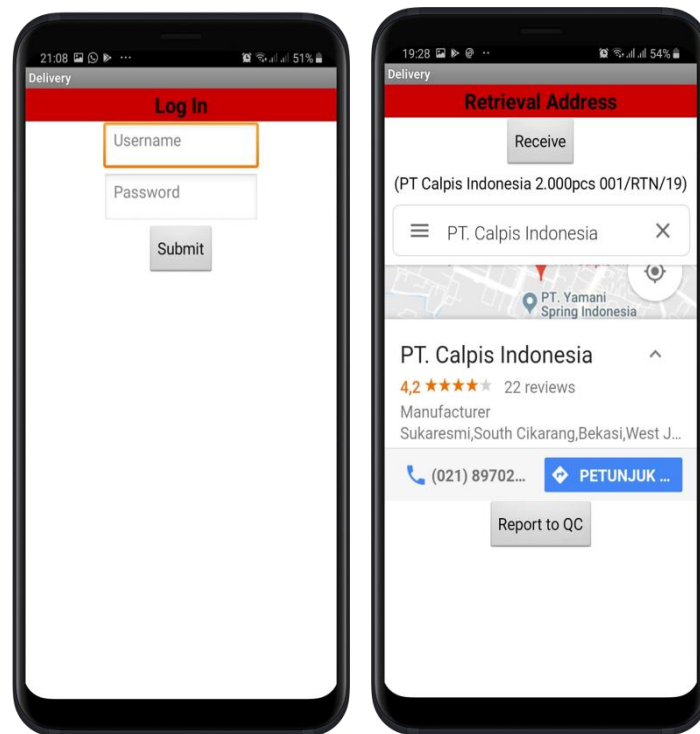 21:08 ··· 51%
Delivery
Log In
Username
Password
Submit
19:28 ·· 54%
Delivery
Retrieval Address
Receive
(PT Calpis Indonesia 2.000pcs 001/RTN/19)
PT. Calpis Indonesia
PT. Yamani
Spring Indonesia
PT. Calpis Indonesia
4,2 22 reviews
Manufacturer
Sukaresmi,South Cikarang,Bekasi,West J...
(021) 89702... PETUNJUK ...
Report to QC